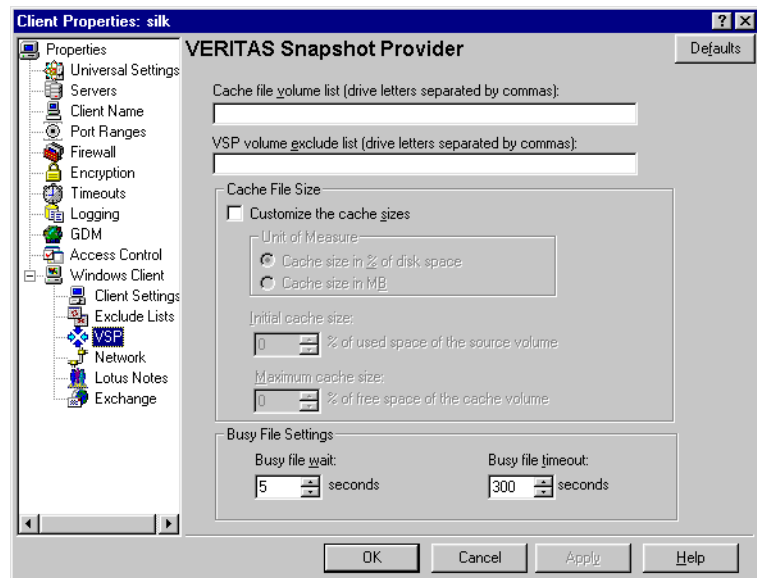 Client Properties: silk
Properties
Universal Settings
Servers
Client Name
Port Ranges
Firewall
Encryption
Timeouts
Logging
GDM
Access Control
Windows Client
Client Settings
Exclude Lists
VSP
Network
Lotus Notes
Exchange
VERITAS Snapshot Provider
Defaults
Cache file volume list (drive letters separated by commas):
VSP volume exclude list (drive letters separated by commas):
Cache File Size
Customize the cache sizes
Unit of Measure
Cache size in % of disk space
Cache size in MB
Initial cache size:
0 % of used space of the source volume
Maximum cache size:
0 % of free space of the cache volume
Busy File Settings
Busy file wait: Busy file timeout:
5 seconds 300 seconds
OK Cancel Apply Help